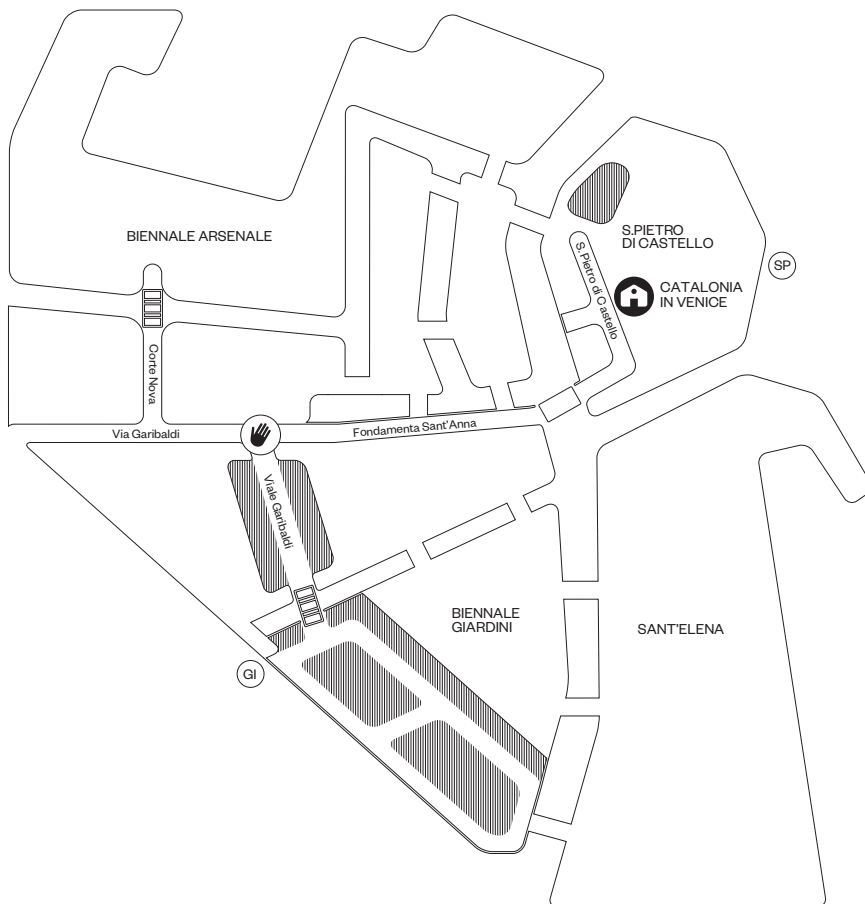 BIENNALE ARSENALE
S.PIETRO
DI CASTELLO
SP
S. Pietro di Castello
CATALONIA
IN VENICE
Corte Nova
Via Garibaldi
Fondamenta Sant'Anna
Viale Garibaldi
BIENNALE
GIARDINI
SANT'ELENA
GI